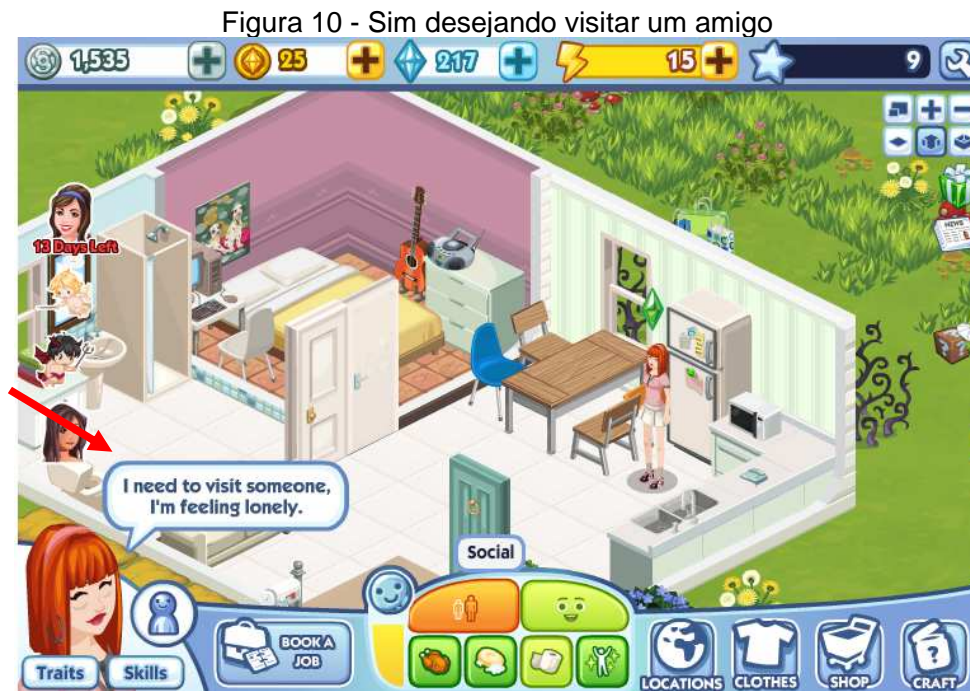 Figura 10 - Sim desejando visitar um amigo
1,535
25
217
15
9
13 Days Left
NEWS
I need to visit someone,
I'm feeling lonely.
Social
Traits
Skills
BOOK A
JOB
LOCATIONS
CLOTHES
SHOP
CRAFT